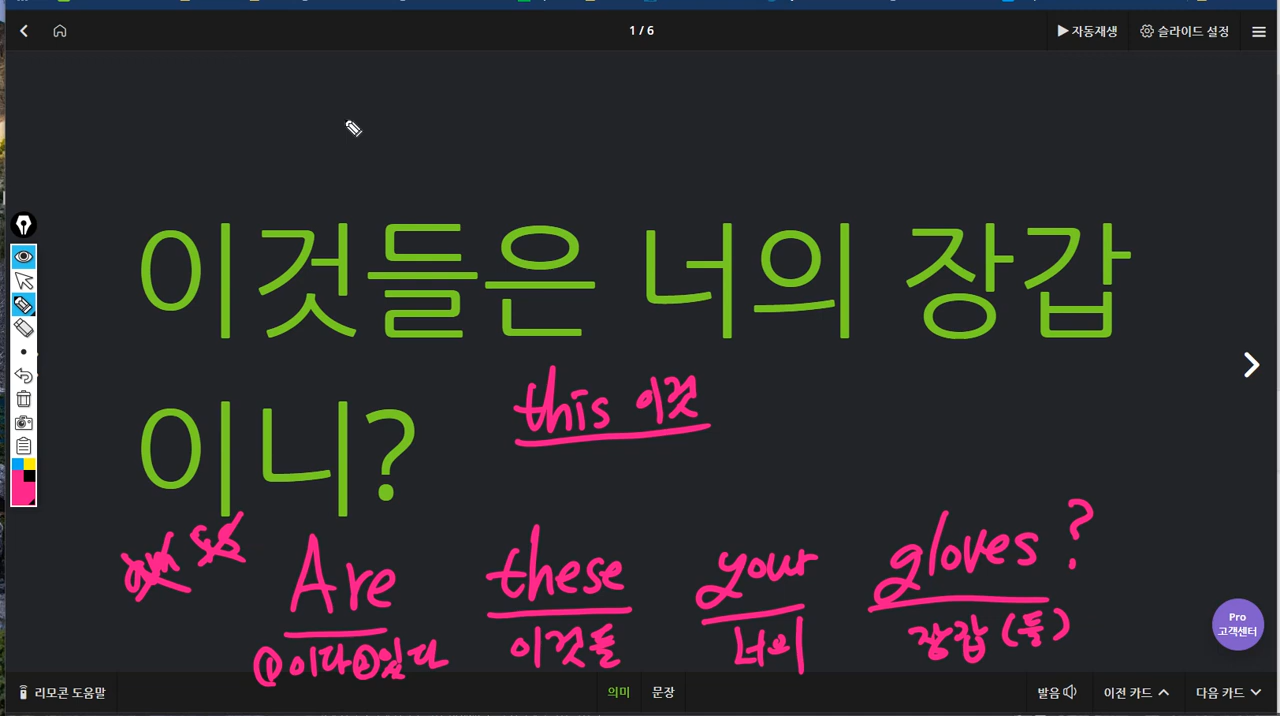 1 / 6
자동재생
슬라이드 설정
이것들은 너의 장갑
이니?
this 이것
Are these your gloves?
①이다②있다 이것들 너의 장갑(들)
Pro
고객센터
리모콘 도움말
의미
문장
발음
이전 카드
다음 카드